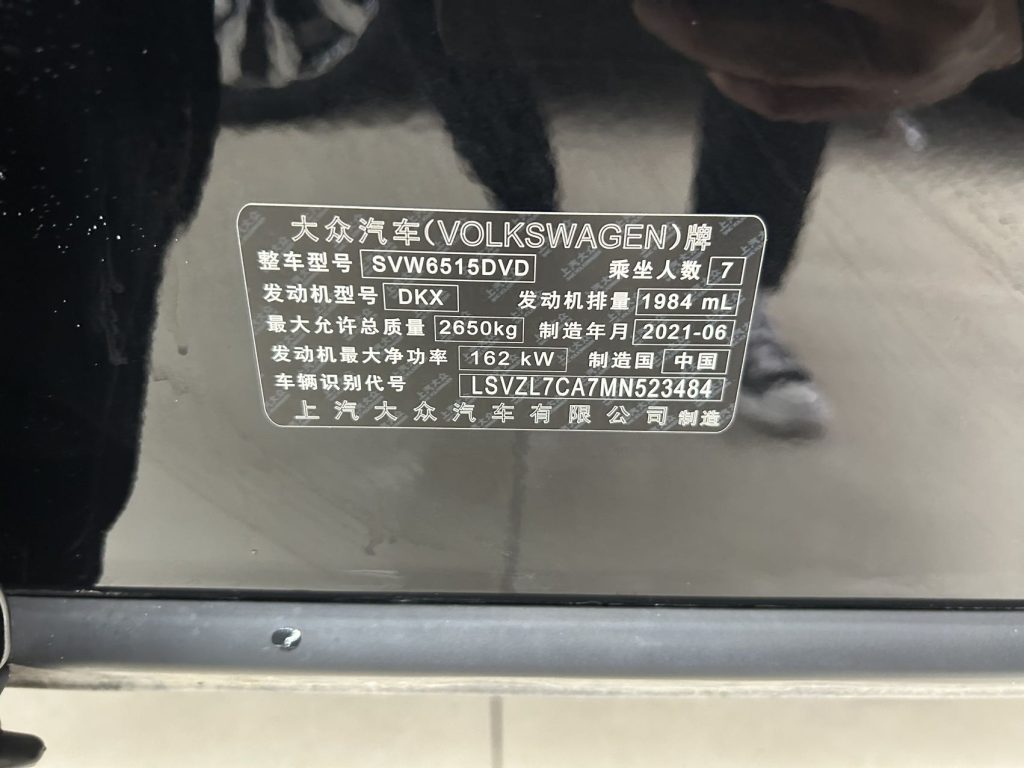 大众汽车(VOLKSWAGEN)牌
整车型号 SVW6515DVD 乘坐人数 7
发动机型号 DKX 发动机排量 1984 mL
最大允许总质量 2650kg 制造年月 2021-06
发动机最大净功率 162 kW 制造国 中国
车辆识别代号 LSVZL7CA7MN523484
上汽大众汽车有限公司 制造